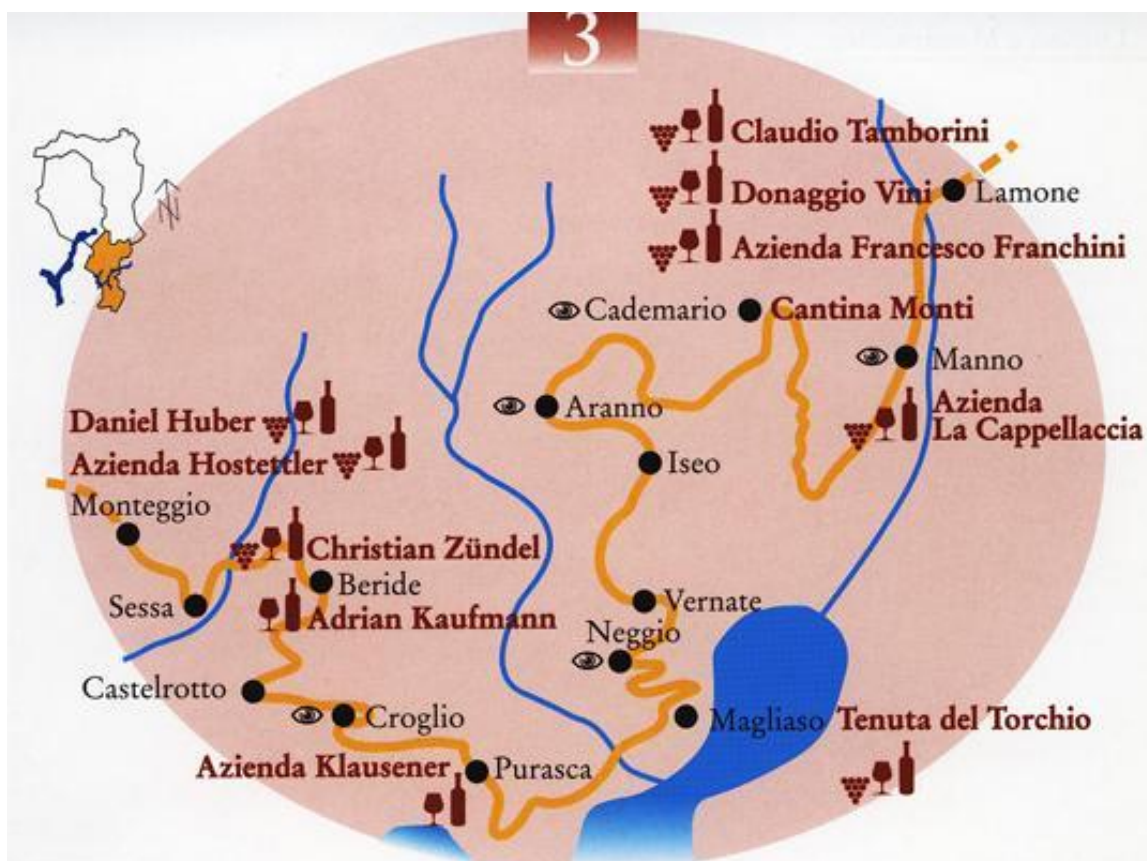 3
Claudio Tamborini
Donaggio Vini
Lamone
Azienda Francesco Franchini
Cademario
Cantina Monti
Manno
Azienda
La Cappellaccia
Aranno
Iseo
Daniel Huber
Azienda Hostettler
Monteggio
Christian Zündel
Beride
Sessa
Adrian Kaufmann
Vernate
Neggio
Castelrotto
Croglio
Magliaso
Tenuta del Torchio
Azienda Klausener
Purasca
N